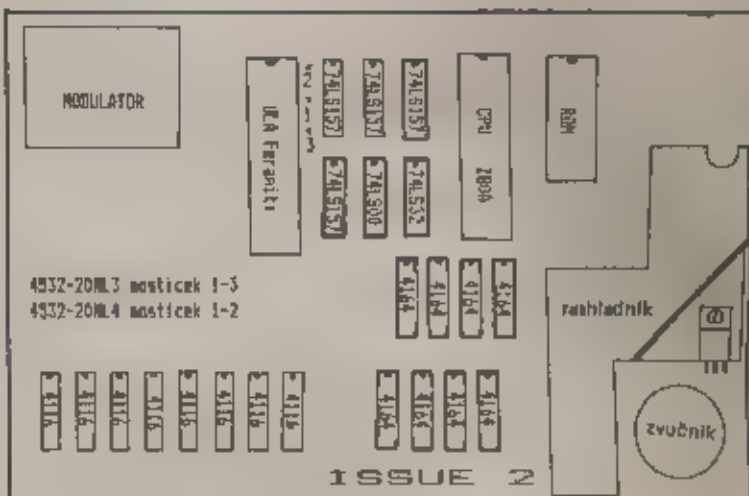 MODULATOR
ULA Feraniti
74LS157
74LS157
74LS157
CPU Z80A
ROM
74LS157
74LS00
74LS32
4532-20NL3 mosticek 1-3
4532-20NL4 mosticek 1-2
4164
4164
4164
4164
rashladnik
4116
4116
4116
4116
4116
4116
4116
4116
4164
4164
4164
4164
zvučnik
ISSUE 2